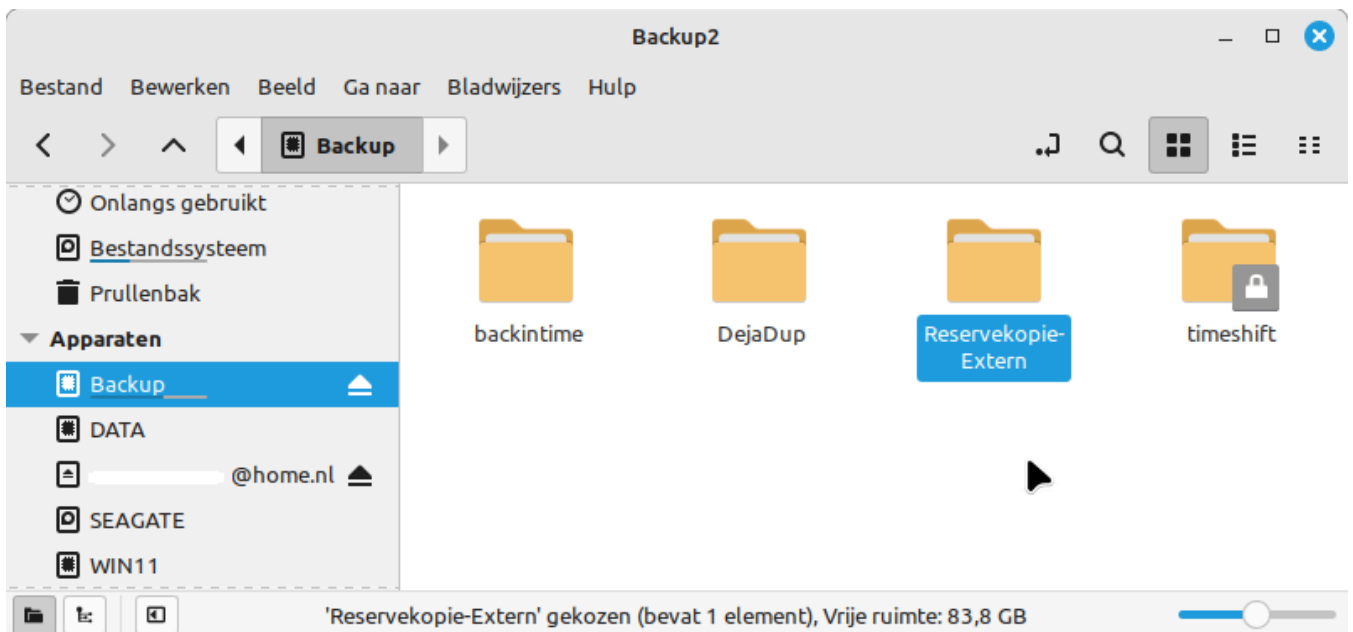 Backup2
Bestand Bewerken Beeld Ga naar Bladwijzers Hulp
Backup
Onlangs gebruikt
Bestandssysteem
Prullenbak
Apparaten
Backup
DATA
@home.nl
SEAGATE
WIN11
backintime
DejaDup
Reservekopie-
Extern
timeshift
'Reservekopie-Extern' gekozen (bevat 1 element), Vrije ruimte: 83,8 GB